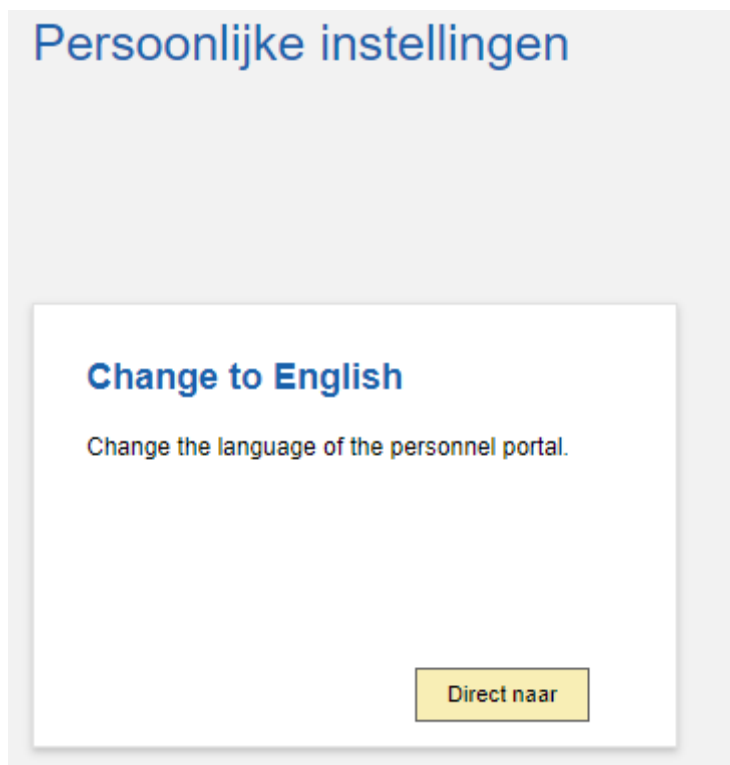 Persoonlijke instellingen
Change to English
Change the language of the personnel portal.
Direct naar